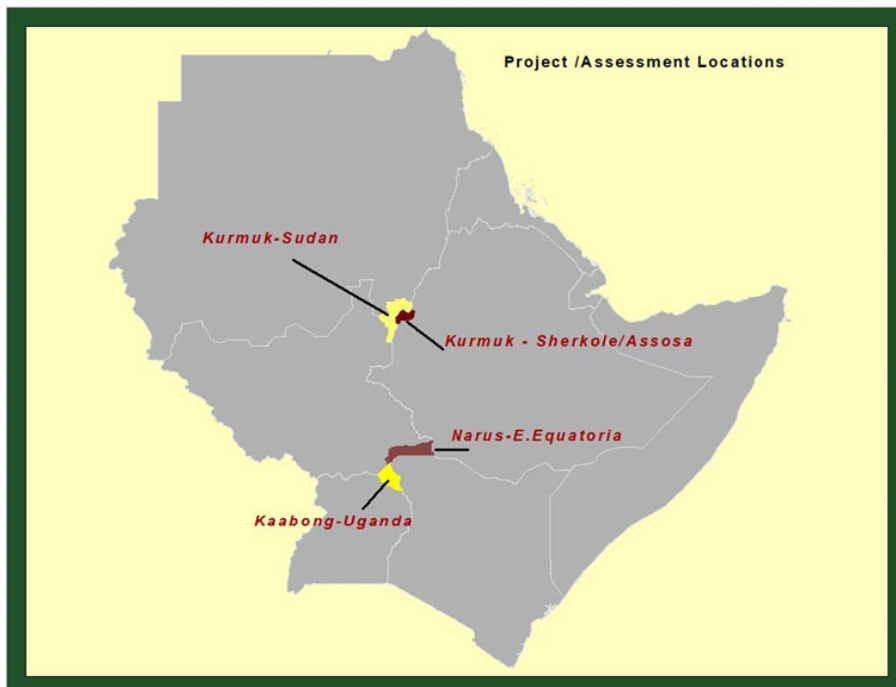 Project /Assessment Locations
Kurmuk-Sudan
Kurmuk - Sherkole/Assosa
Narus-E.Equatoria
Kaabong-Uganda